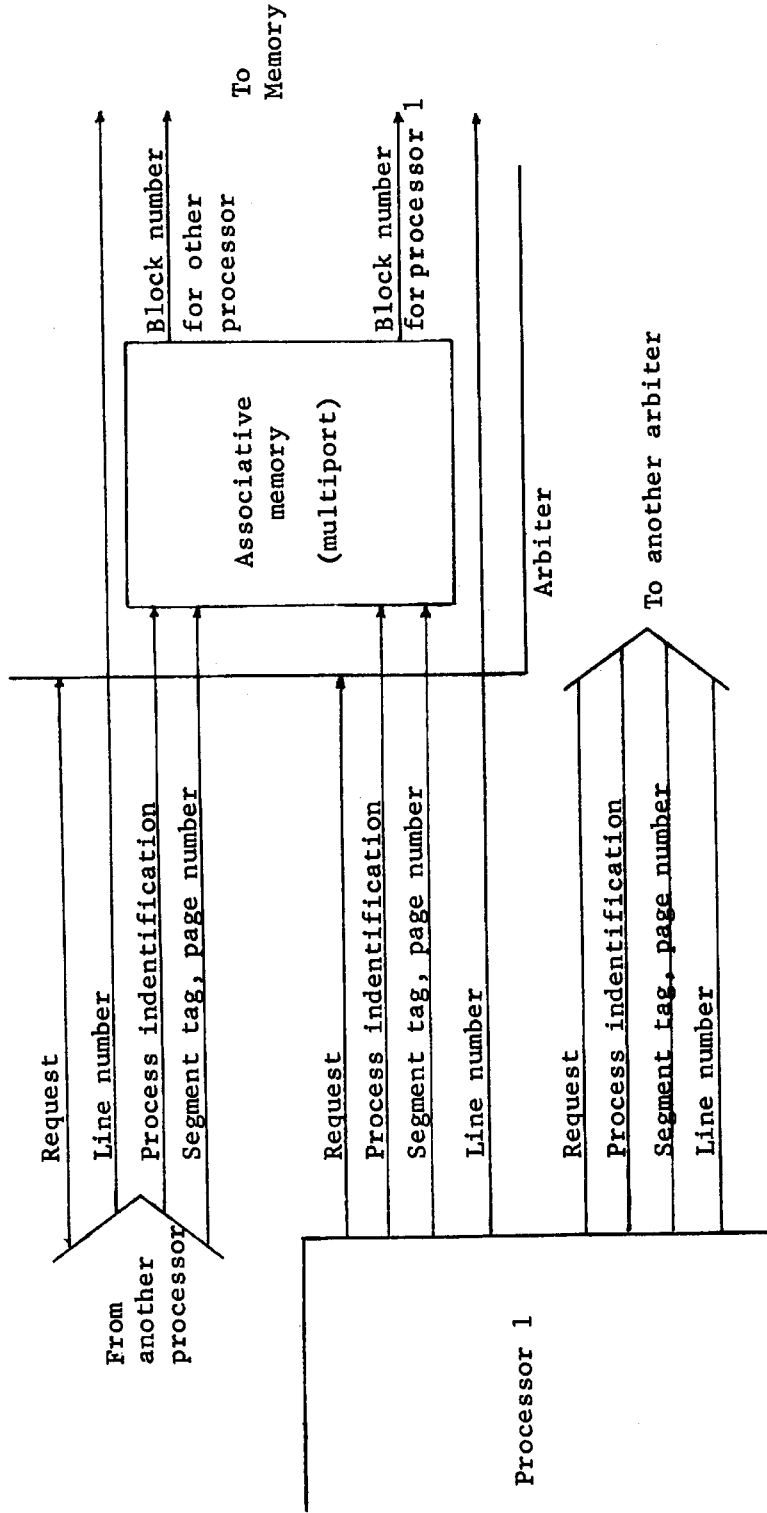 From
another
processor
Request
Line number
Process indentification
Segment tag, page number
Block number
for other
processor
To
Memory
Associative
memory
(multiport)
Block number
for processor 1
Request
Process indentification
Segment tag, page number
Line number
Arbiter
Processor 1
Request
Process indentification
Segment tag, page number
Line number
To another arbiter